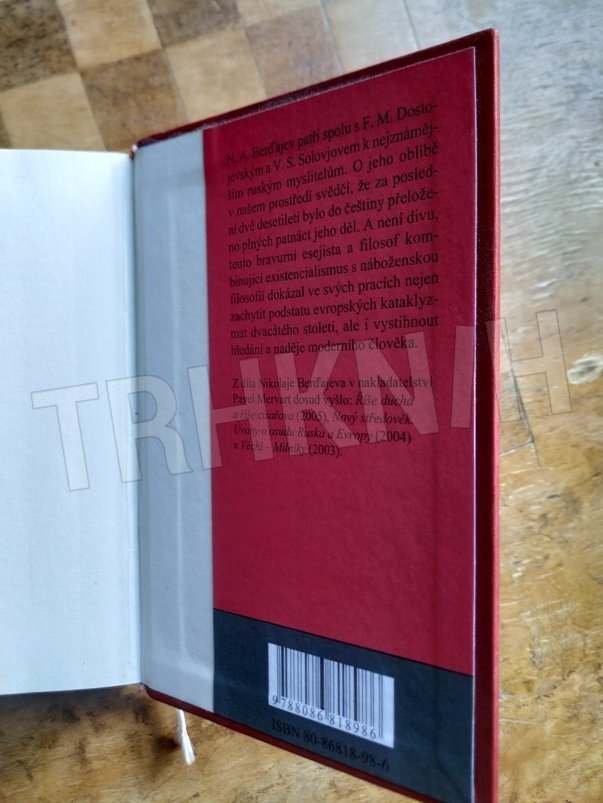 N. A. Berďajev patří spolu s F. M. Dosto-
jevským a V. S. Solovjovem k nejznáměj-
ším ruským myslitelům. O jeho oblibě
v našem prostředí svědčí, že za posled-
ní dvě desetiletí bylo do češtiny přelože-
no plných patnáct jeho děl. A není divu,
tento bravurní esejista a filosof kom-
binující existencialismus s náboženskou
filosofií dokázal ve svých pracích nejen
zachytit podstatu evropských kataklyz-
mat dvacátého století, ale i vystihnout
hledání a naděje moderního člověka.
Z díla Nikolaje Berďajeva v nakladatelství
Pavel Mervart dosud vyšlo: Říše ducha
a říše císařova (2005), Nový středověk.
Úvahy o osudu Ruska a Evropy (2004)
a Věchi – Milníky (2003).
TRHKNIH
9788086818986
ISBN 80-86818-98-6